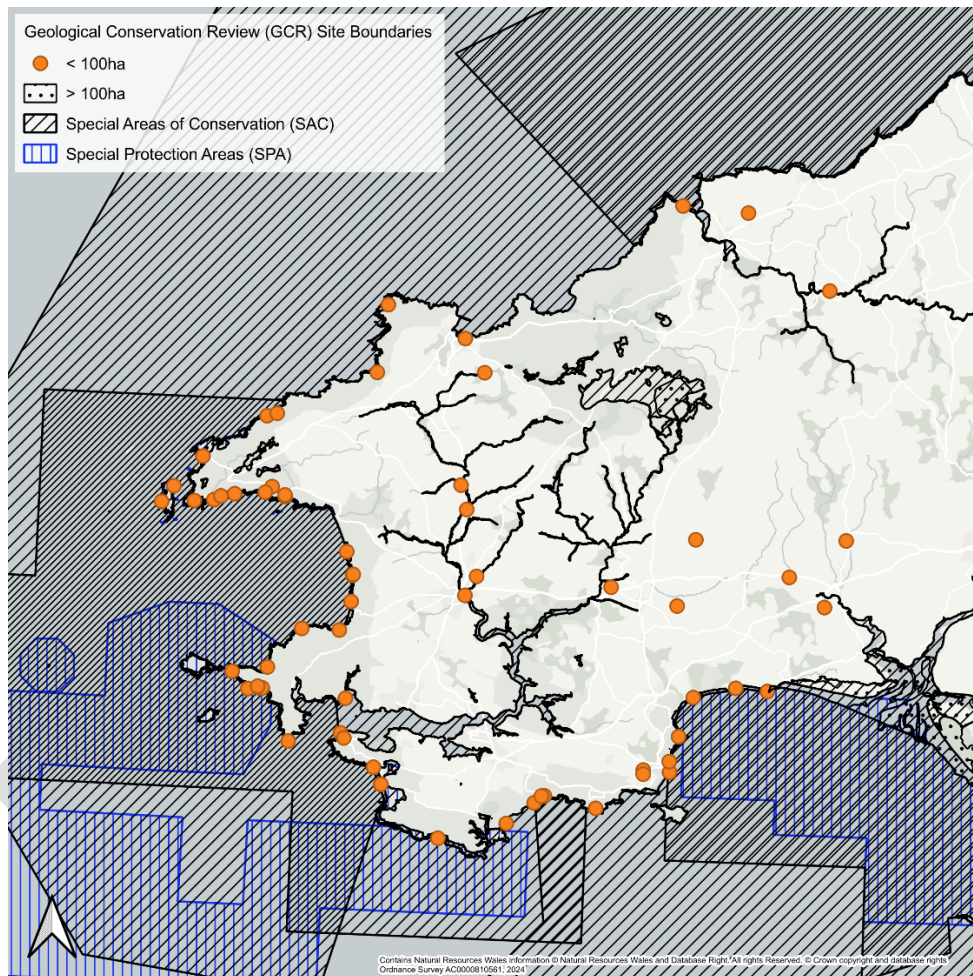 Geological Conservation Review (GCR) Site Boundaries
< 100ha
> 100ha
Special Areas of Conservation (SAC)
Special Protection Areas (SPA)
Contains Natural Resources Wales information © Natural Resources Wales and Database Right. All rights Reserved. © Crown copyright and database rights
Ordnance Survey AC0000810561, 2024